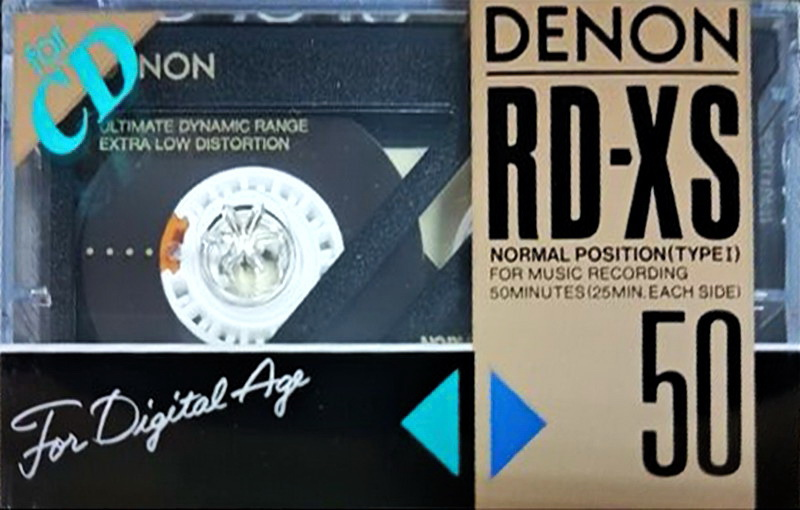 for
CD
NON
ULTIMATE DYNAMIC RANGE
EXTRA LOW DISTORTION
For Digital Age
DENON
RD-XS
NORMAL POSITION(TYPE I)
FOR MUSIC RECORDING
50MINUTES(25MIN. EACH SIDE)
50